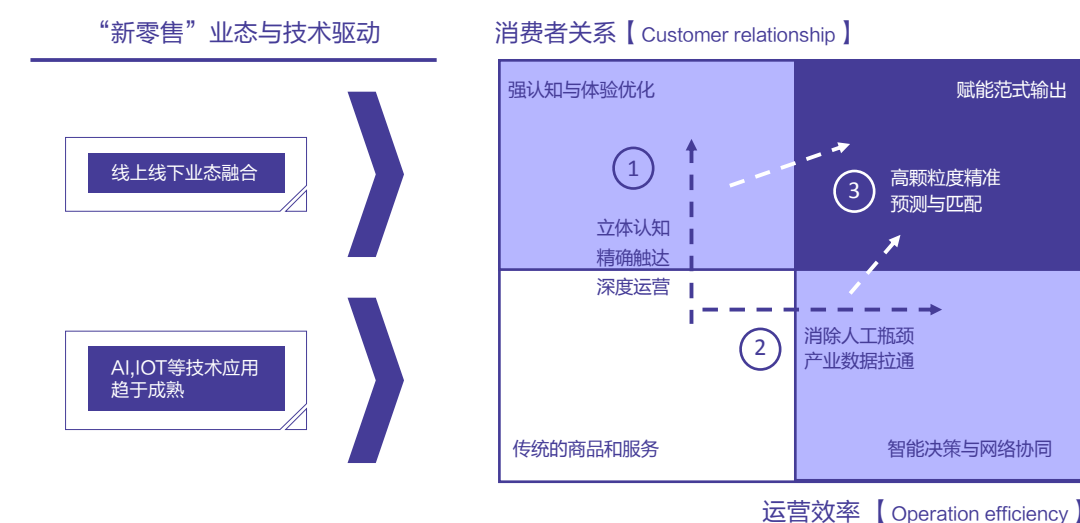 “新零售”业态与技术驱动
线上线下业态融合
AI,IOT等技术应用
趋于成熟
消费者关系【 Customer relationship 】
强认知与体验优化
赋能范式输出
1
立体认知
精确触达
深度运营
3
高颗粒度精准
预测与匹配
2
消除人工瓶颈
产业数据拉通
传统的商品和服务
智能决策与网络协同
运营效率 【 Operation efficiency 】